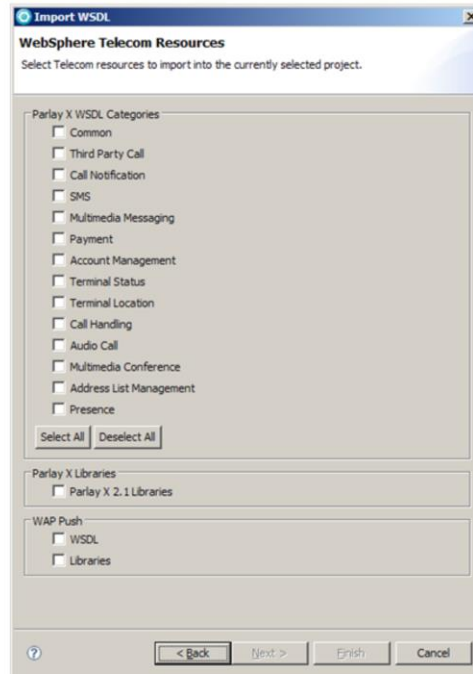 Import WSDL
WebSphere Telecom Resources
Select Telecom resources to import into the currently selected project.
Parlay X WSDL Categories
Common
Third Party Call
Call Notification
SMS
Multimedia Messaging
Payment
Account Management
Terminal Status
Terminal Location
Call Handling
Audio Call
Multimedia Conference
Address List Management
Presence
Select All Deselect All
Parlay X Libraries
Parlay X 2.1 Libraries
WAP Push
WSDL
Libraries
? < Back Next > Finish Cancel